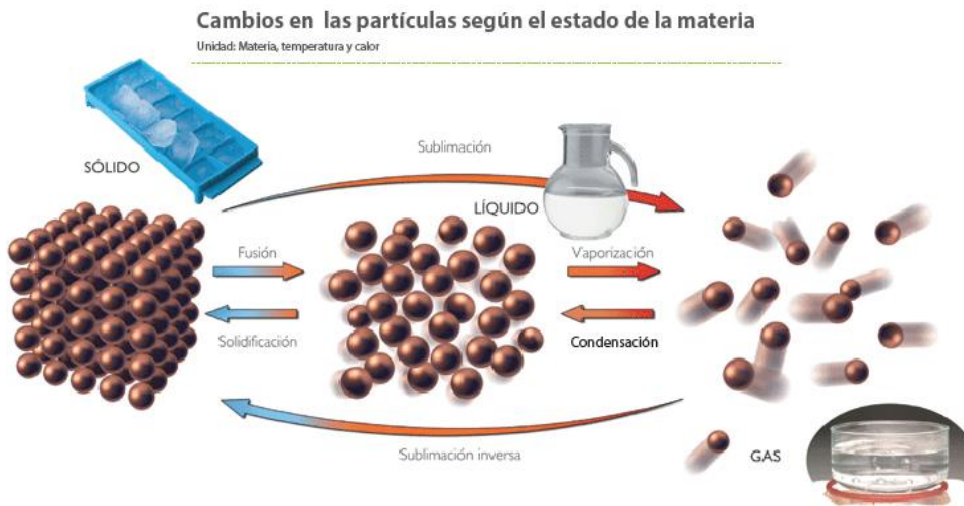 Cambios en las partículas según el estado de la materia
Unidad: Materia, temperatura y calor
SÓLIDO
Sublimación
LÍQUIDO
Fusión
Vaporización
Solidificación
Condensación
Sublimación inversa
GAS